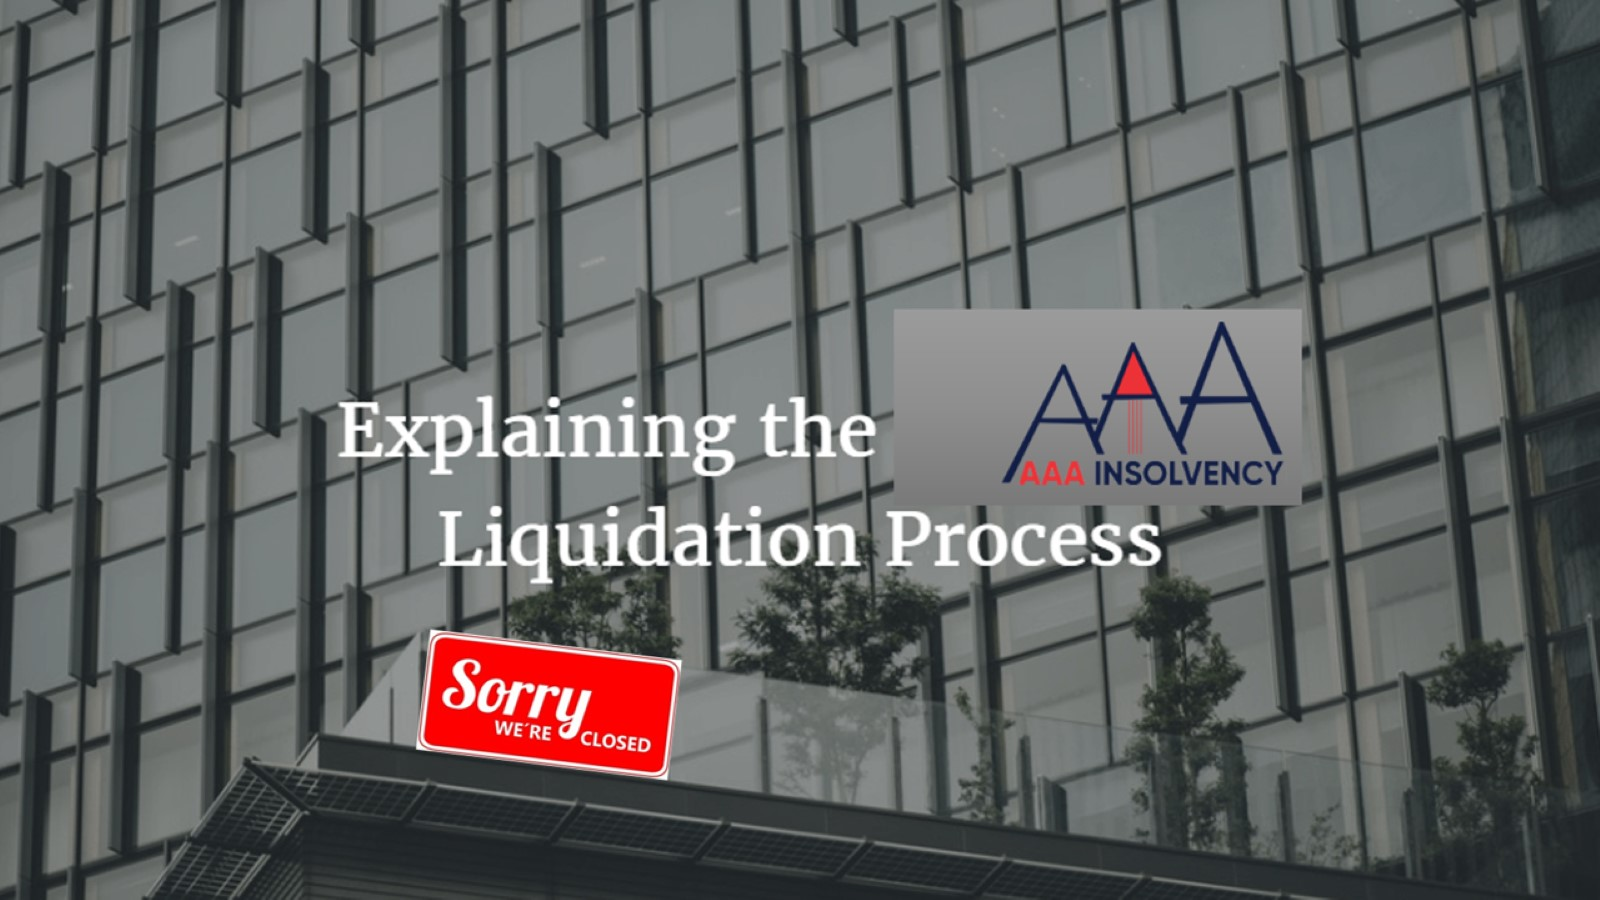 Explaining the
Liquidation Process
AAA INSOLVENCY
Sorry
WE'RE CLOSED